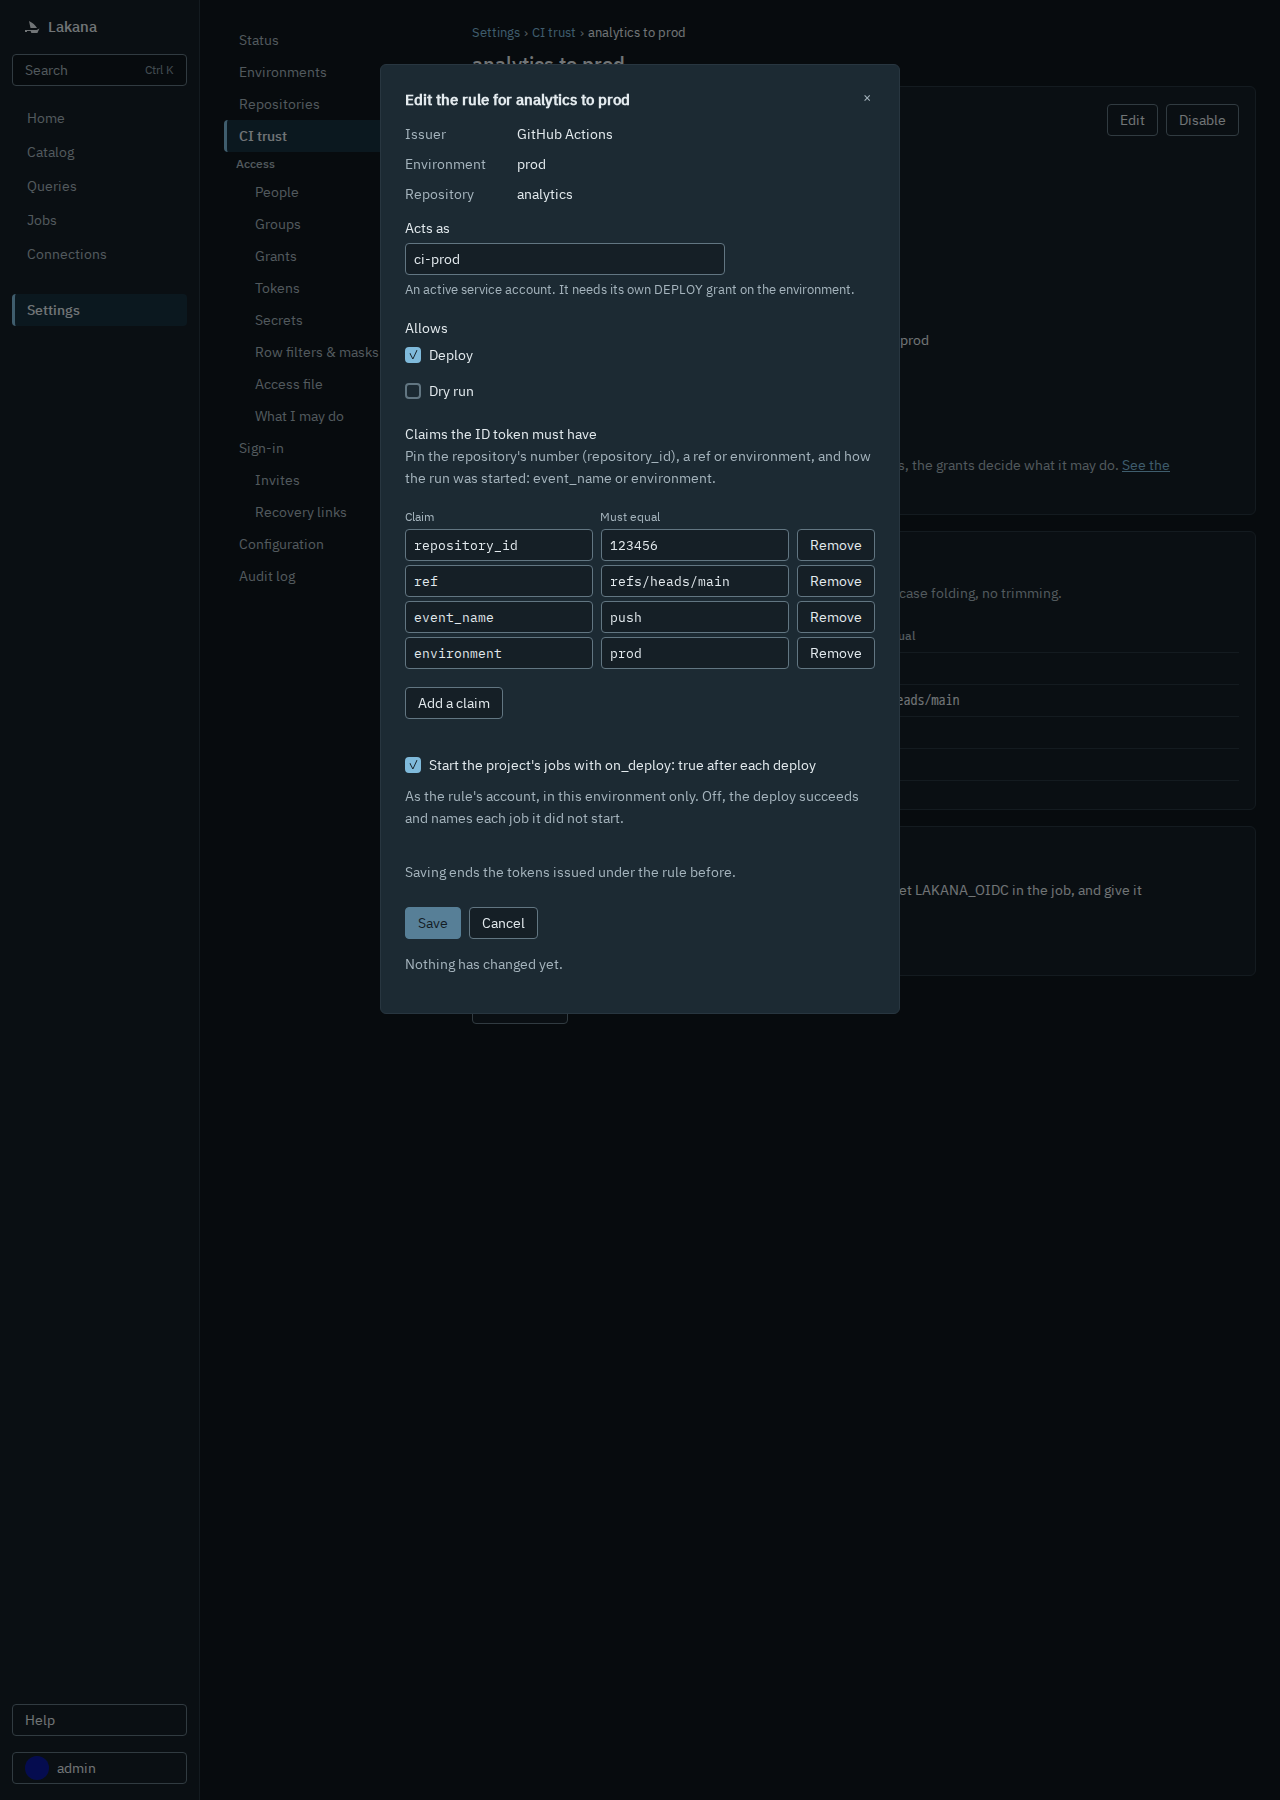 Lakana
Search Ctrl K
Home
Catalog
Queries
Jobs
Connections
Settings
Help
admin
Status
Environments
Repositories
CI trust
Access
People
Groups
Grants
Tokens
Secrets
Row filters & masks
Access file
What I may do
Sign-in
Invites
Recovery links
Configuration
Audit log
Settings › CI trust › analytics to prod
analytics to prod
Edit Disable
prod
s, the grants decide what it may do. See the
case folding, no trimming.
ual
eads/main
et LAKANA_OIDC in the job, and give it
Edit the rule for analytics to prod ×
Issuer GitHub Actions
Environment prod
Repository analytics
Acts as
ci-prod
An active service account. It needs its own DEPLOY grant on the environment.
Allows
Deploy
Dry run
Claims the ID token must have
Pin the repository's number (repository_id), a ref or environment, and how
the run was started: event_name or environment.
Claim Must equal
repository_id 123456 Remove
ref refs/heads/main Remove
event_name push Remove
environment prod Remove
Add a claim
Start the project's jobs with on_deploy: true after each deploy
As the rule's account, in this environment only. Off, the deploy succeeds
and names each job it did not start.
Saving ends the tokens issued under the rule before.
Save Cancel
Nothing has changed yet.